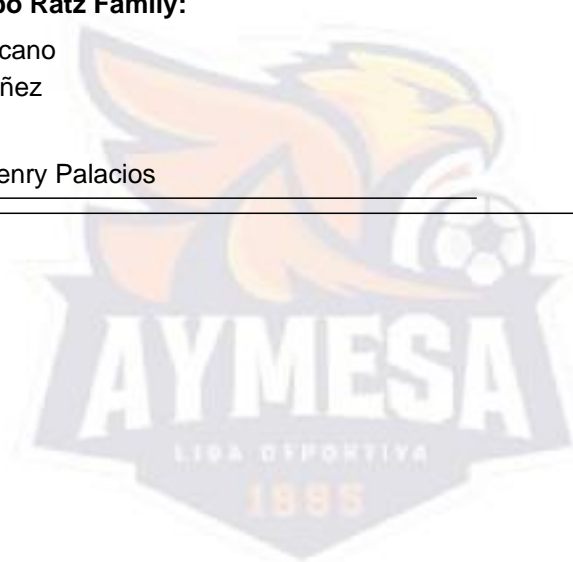 po Ratz Family:
cano
ñez
enry Palacios
AYMESA
LIGA DEPORTIVA
1995